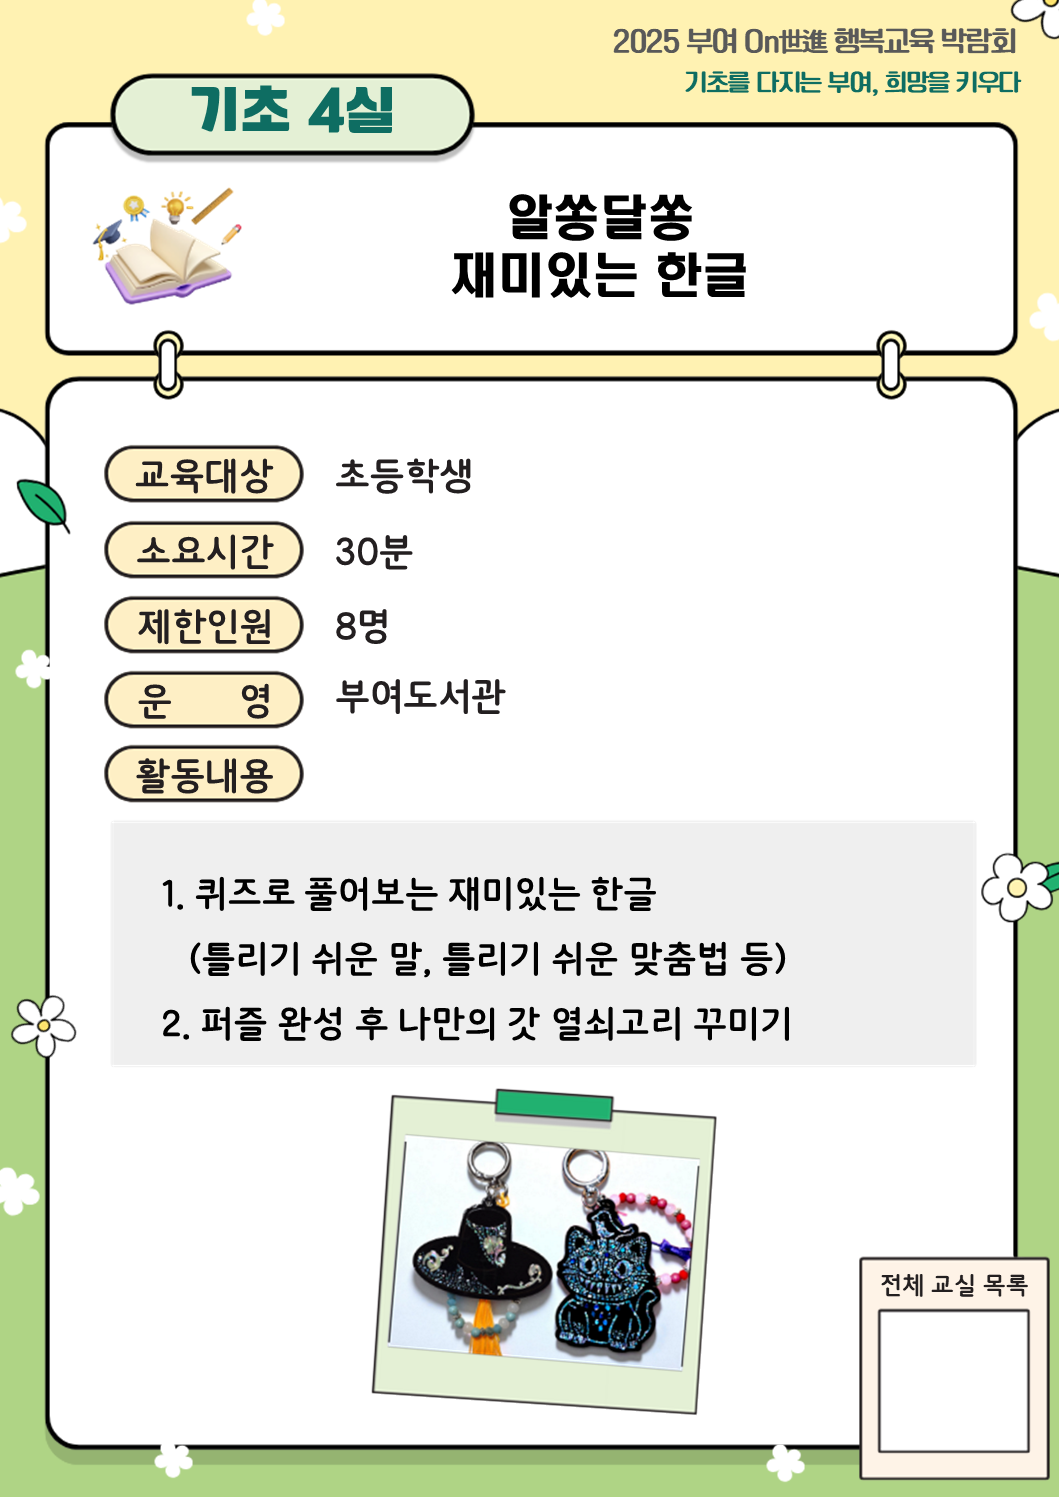 2025 부여 On世進 행복교육 박람회
기초를 다지는 부여, 희망을 키우다
기초 4실
알쏭달쏭
재미있는 한글
교육대상 초등학생
소요시간 30분
제한인원 8명
운 영 부여도서관
활동내용
1. 퀴즈로 풀어보는 재미있는 한글
(틀리기 쉬운 말, 틀리기 쉬운 맞춤법 등)
2. 퍼즐 완성 후 나만의 갓 열쇠고리 꾸미기
전체 교실 목록